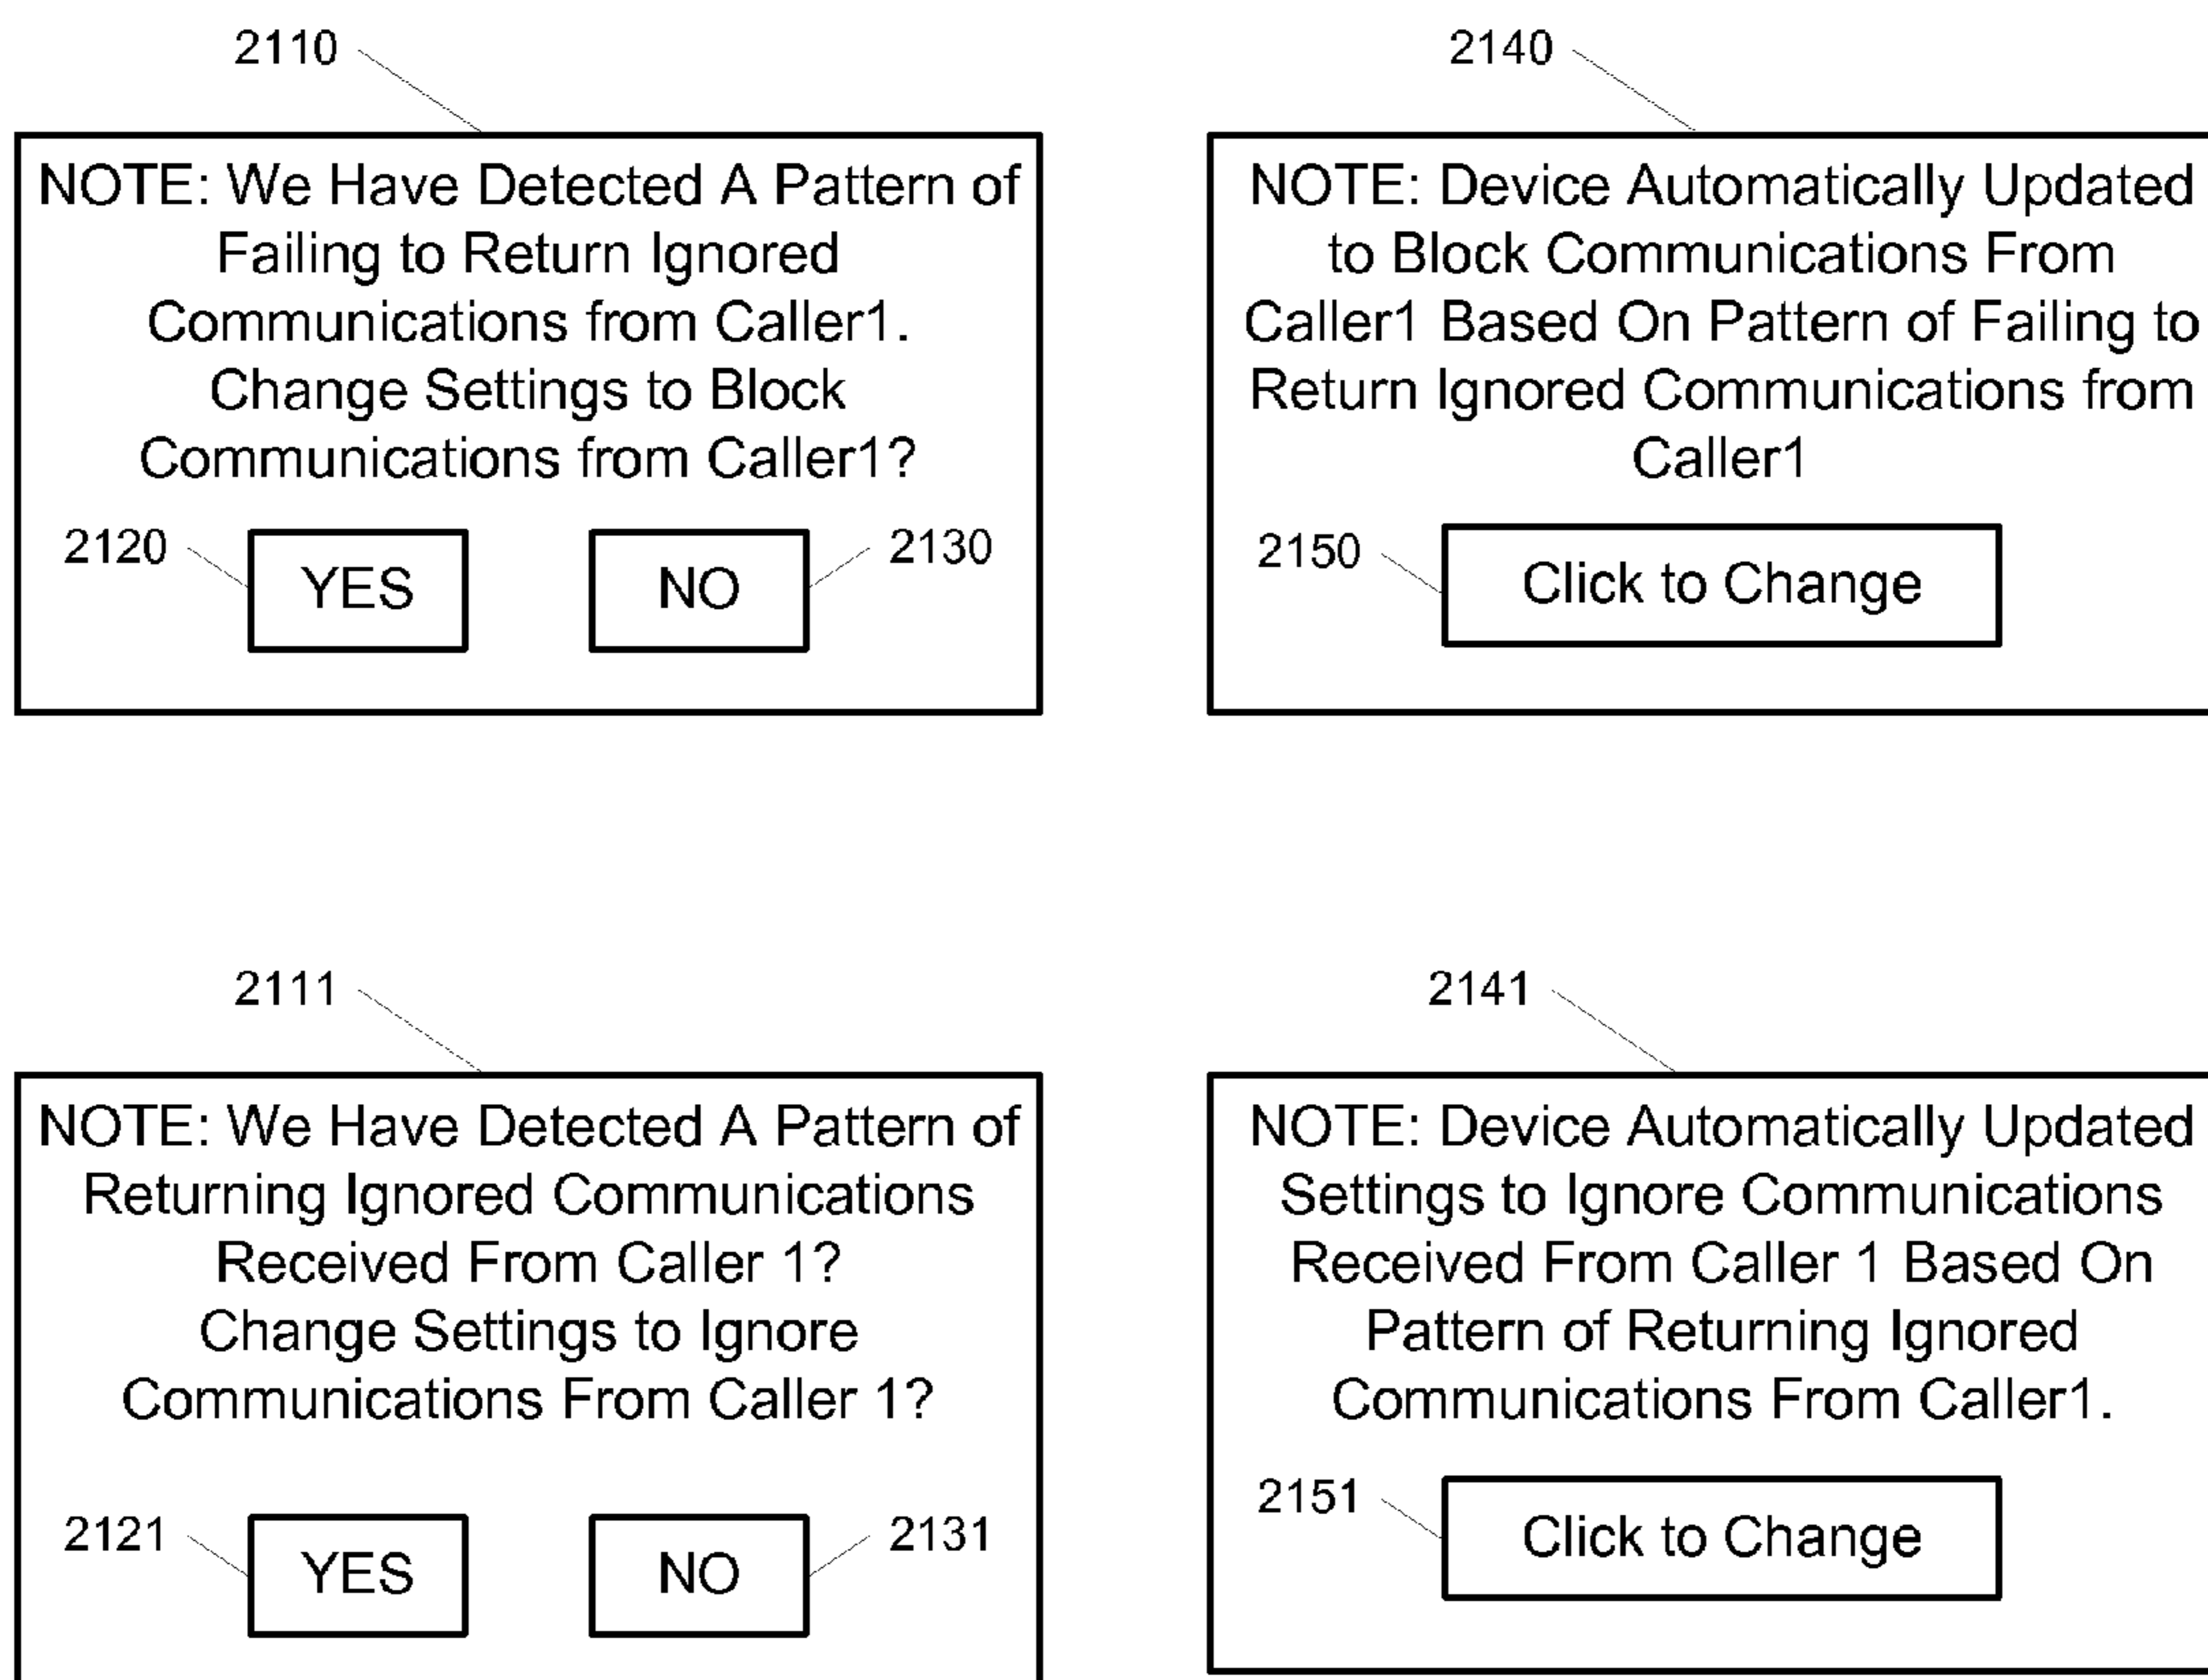 2110
NOTE: We Have Detected A Pattern of
Failing to Return Ignored
Communications from Caller1.
Change Settings to Block
Communications from Caller1?
2120
YES
NO
2130
2140
NOTE: Device Automatically Updated
to Block Communications From
Caller1 Based On Pattern of Failing to
Return Ignored Communications from
Caller1
2150
Click to Change
2111
NOTE: We Have Detected A Pattern of
Returning Ignored Communications
Received From Caller 1?
Change Settings to Ignore
Communications From Caller 1?
2121
YES
NO
2131
2141
NOTE: Device Automatically Updated
Settings to Ignore Communications
Received From Caller 1 Based On
Pattern of Returning Ignored
Communications From Caller1.
2151
Click to Change